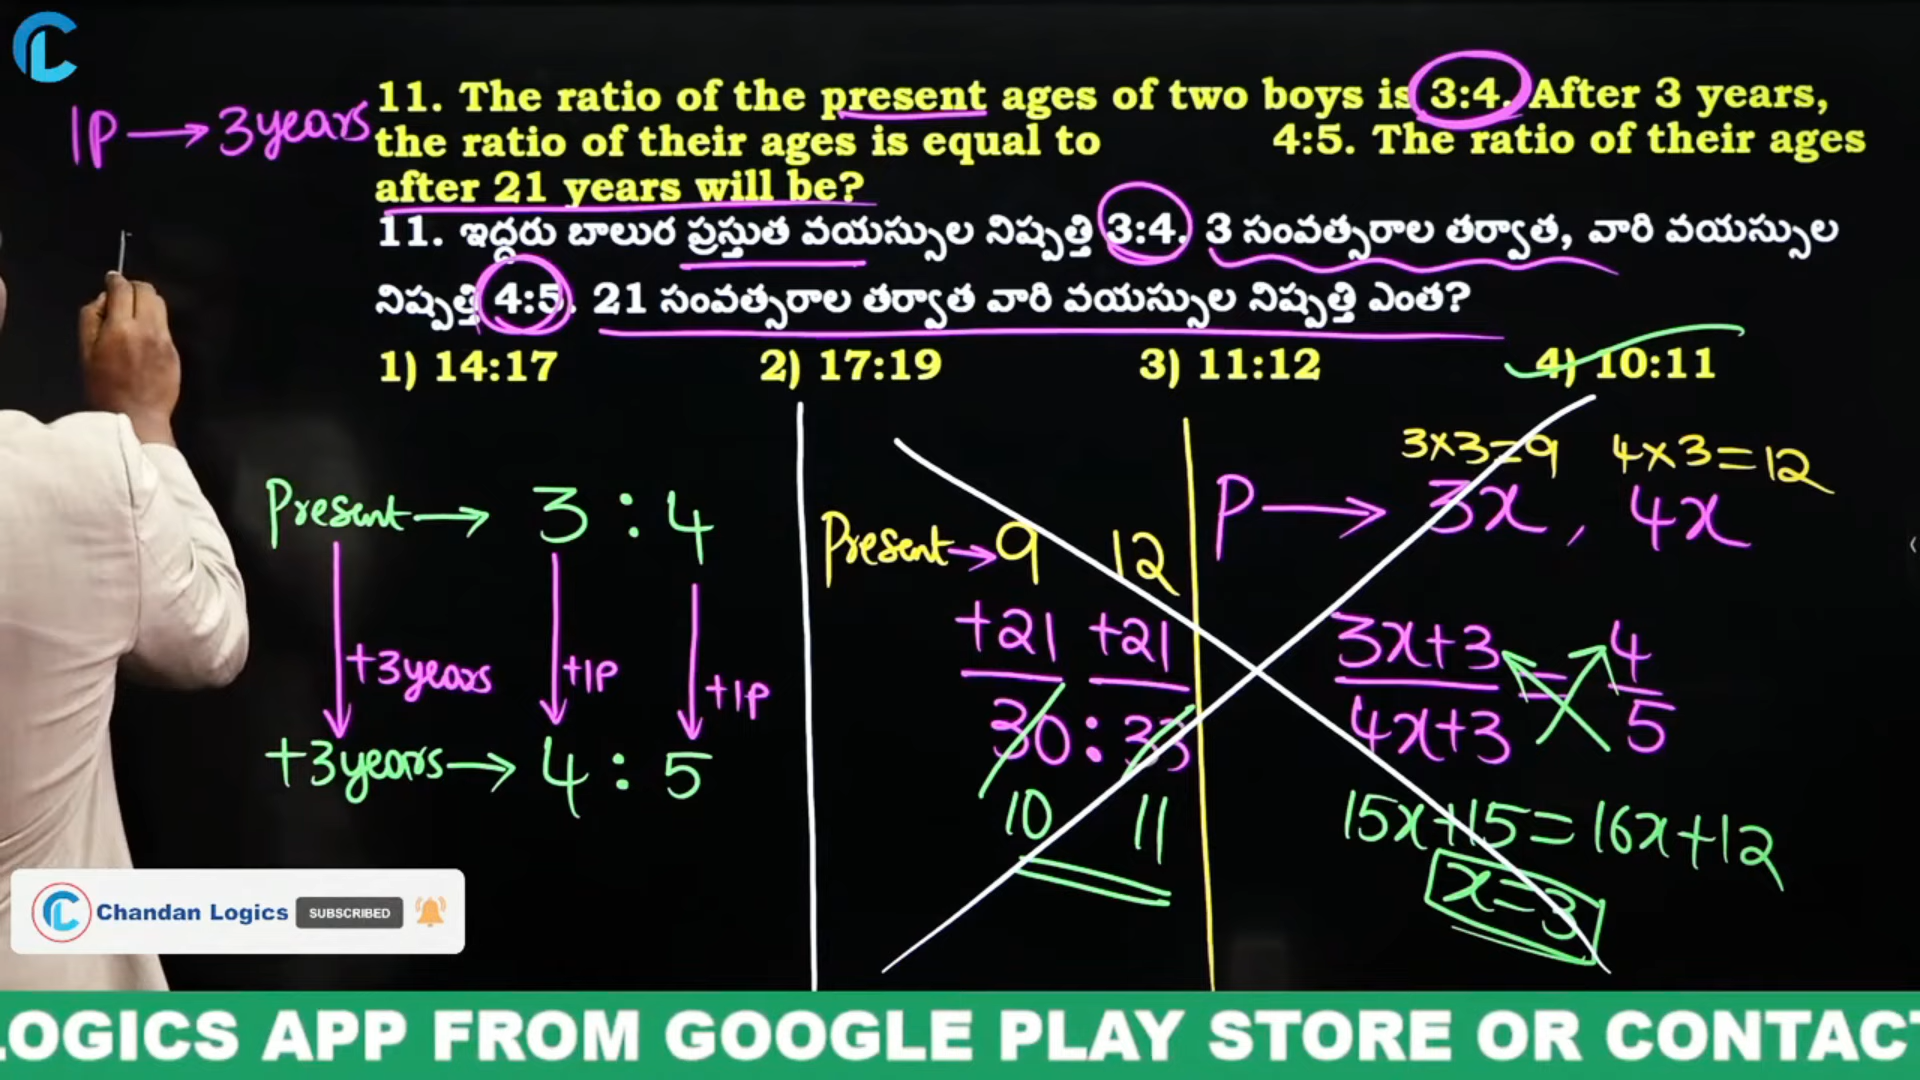 1P → 3years
11. The ratio of the present ages of two boys is 3:4. After 3 years,
the ratio of their ages is equal to 4:5. The ratio of their ages
after 21 years will be?
11. ఇద్దరు బాలుర ప్రస్తుత వయస్సుల నిష్పత్తి 3:4. 3 సంవత్సరాల తర్వాత, వారి వయస్సుల
నిష్పత్తి 4:5. 21 సంవత్సరాల తర్వాత వారి వయస్సుల నిష్పత్తి ఎంత?
1) 14:17 2) 17:19 3) 11:12 4) 10:11
Present → 3 : 4
+3years +1P +1P
+3years → 4 : 5
Present → 9 12
+21 +21
30 : 33
10 11
3×3=9 4×3=12
P → 3x, 4x
3x+3 = 4
4x+3 5
15x+15=16x+12
x=3
Chandan Logics SUBSCRIBED
LOGICS APP FROM GOOGLE PLAY STORE OR CONTACT